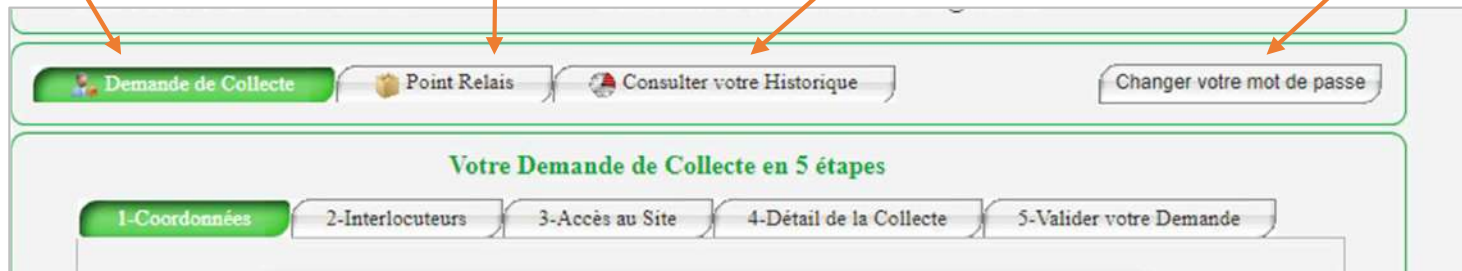 Demande de Collecte Point Relais Consulter votre Historique Changer votre mot de passe
Votre Demande de Collecte en 5 étapes
1-Coordonnées 2-Interlocuteurs 3-Accès au Site 4-Détail de la Collecte 5-Valider votre Demande